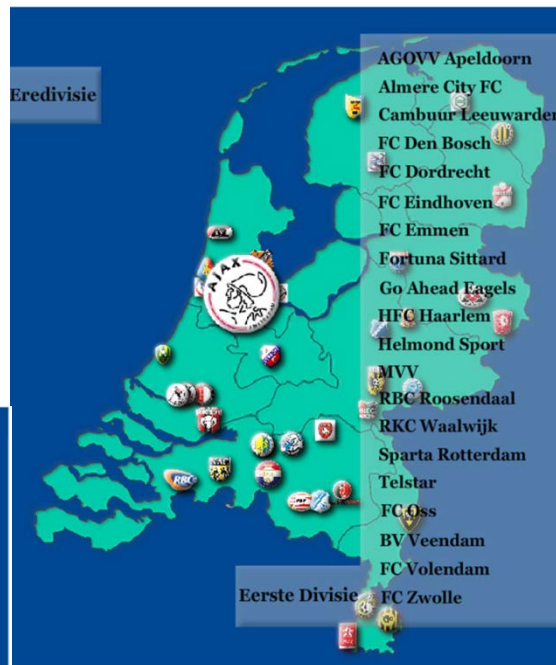 Eredivisie
AGOVV Apeldoorn
Almere City FC
Cambuur Leeuwarden
FC Den Bosch
FC Dordrecht
FC Eindhoven
FC Emmen
Fortuna Sittard
Go Ahead Eagels
HFC Haarlem
Helmond Sport
MVV
RBC Roosendaal
RKC Waalwijk
Sparta Rotterdam
Telstar
FC Oss
BV Veendam
FC Volendam
FC Zwolle
Eerste Divisie
AJAX
RBC
NAC